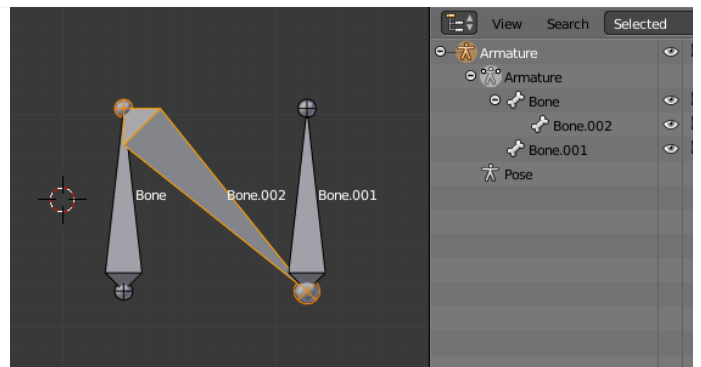 View Search Selected
Armature
Armature
Bone
Bone.002
Bone.001
Pose
Bone Bone.002 Bone.001